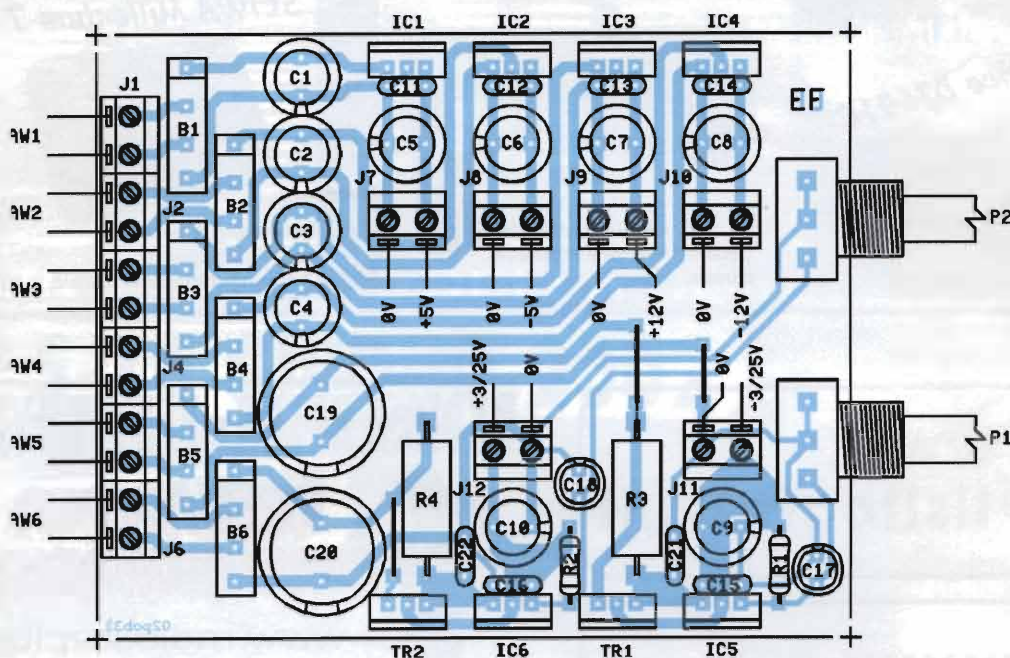 IC1 IC2 IC3 IC4
J1
C1
C11 C12 C13 C14
EF
AW1
B1
C5 C6 C7 C8
C2
J7 J8 J9 J10
AW2
J2
B2
P2
C3
AW3
B3
0V +5V 0V -5V 0V +12V 0V -12V
C4
AW4
J4
B4
+3/25V 0V 0V -3/25V
C19
AW5
B5
P1
R4
J12
C18
R3
J11
AW6
J6
B6
C20
C10
C9
C22
R2
C21
R1
C17
C16
C15
02pob31
TR2 IC6 TR1 IC5